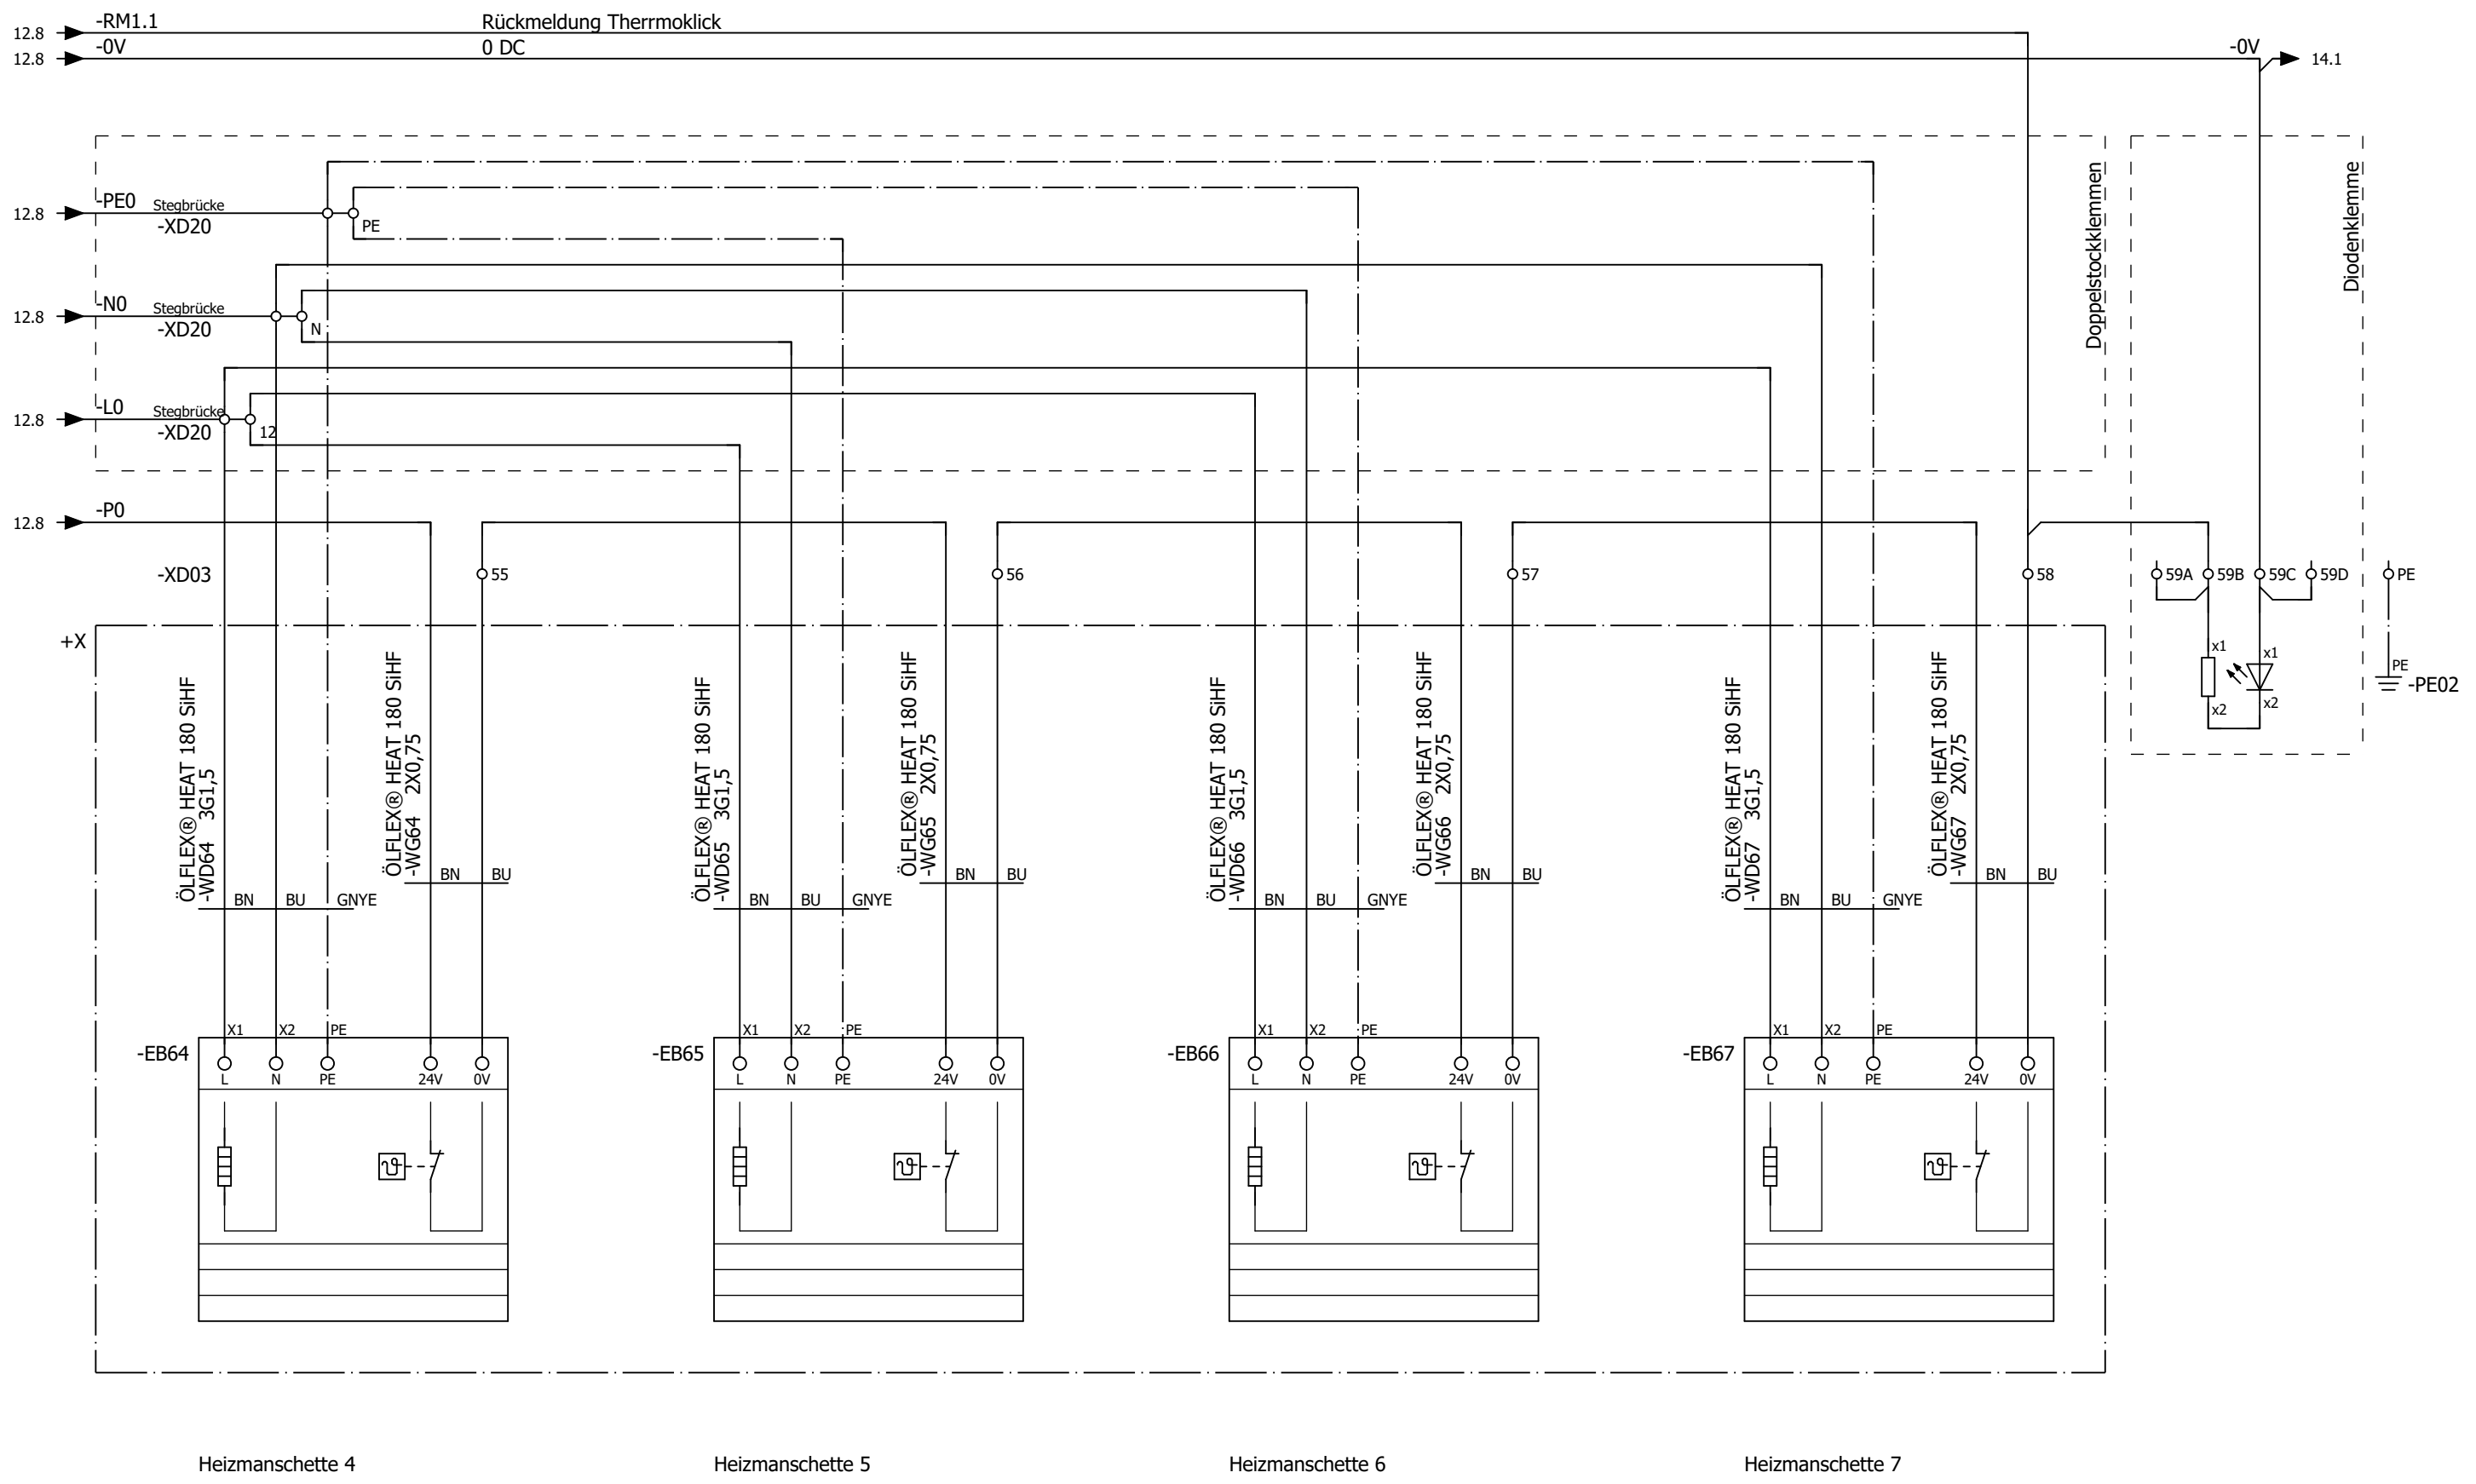 -RM1.1 Rückmeldung Therrmoklick
12.8
-0V 0 DC -0V
12.8 14.1
Doppelstockklemmen
Diodenklemme
-PE0 Stegbrücke
12.8
-XD20 PE
-N0 Stegbrücke
12.8
-XD20 N
-L0 Stegbrücke
12.8
-XD20 12
-P0
12.8
-XD03 55 56 57 58 59A 59B 59C 59D PE
+X
x1 x1 PE
-PE02
x2 x2
ÖLFLEX® HEAT 180 SiHF
-WD64 3G1,5
ÖLFLEX® HEAT 180 SiHF
-WG64 2X0,75
ÖLFLEX® HEAT 180 SiHF
-WD65 3G1,5
ÖLFLEX® HEAT 180 SiHF
-WG65 2X0,75
ÖLFLEX® HEAT 180 SiHF
-WD66 3G1,5
ÖLFLEX® HEAT 180 SiHF
-WG66 2X0,75
ÖLFLEX® HEAT 180 SiHF
-WD67 3G1,5
ÖLFLEX® HEAT 180 SiHF
-WG67 2X0,75
BN BU BN BU BN BU BN BU
BN BU GNYE BN BU GNYE BN BU GNYE BN BU GNYE
X1 X2 PE X1 X2 PE X1 X2 PE X1 X2 PE
-EB64 -EB65 -EB66 -EB67
L N PE 24V 0V L N PE 24V 0V L N PE 24V 0V L N PE 24V 0V
ϑ ϑ ϑ ϑ
Heizmanschette 4 Heizmanschette 5 Heizmanschette 6 Heizmanschette 7